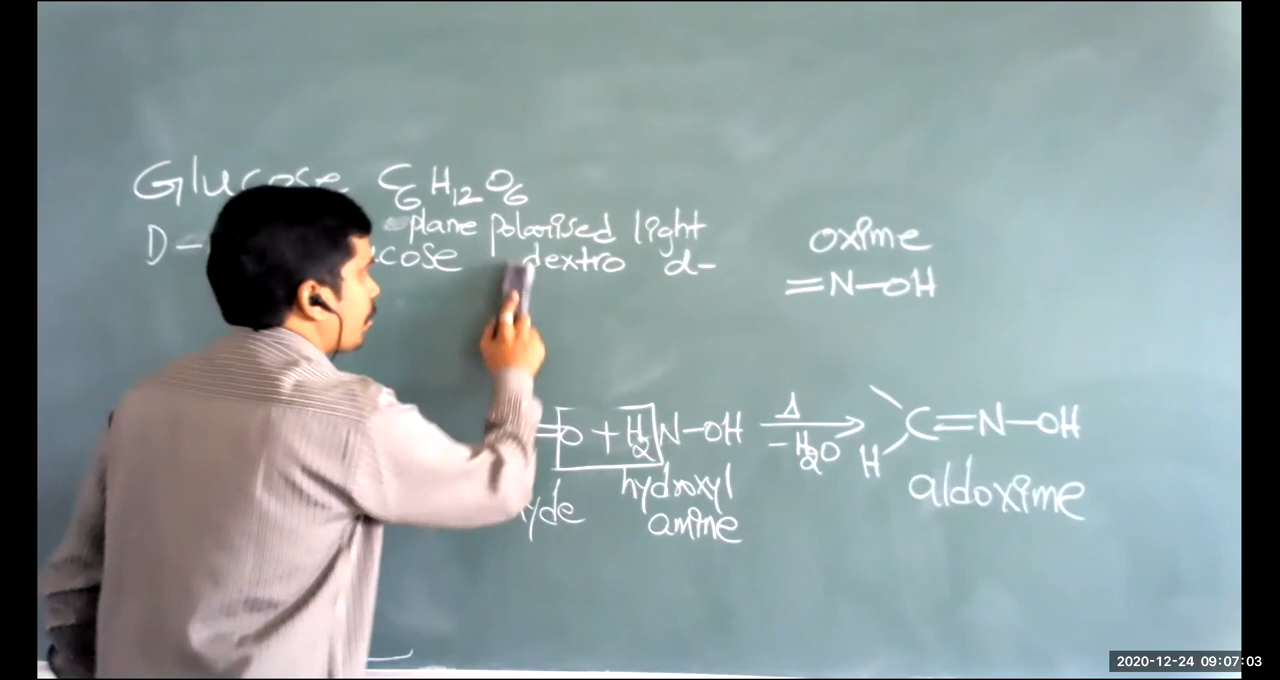 Glucose C6H12O6
D-
plane polarised light
cose dextro d-
oxime
=N-OH
=O + H2N-OH Δ -H2O H C=N-OH
yde hydroxyl amine
aldoxime
2020-12-24 09:07:03